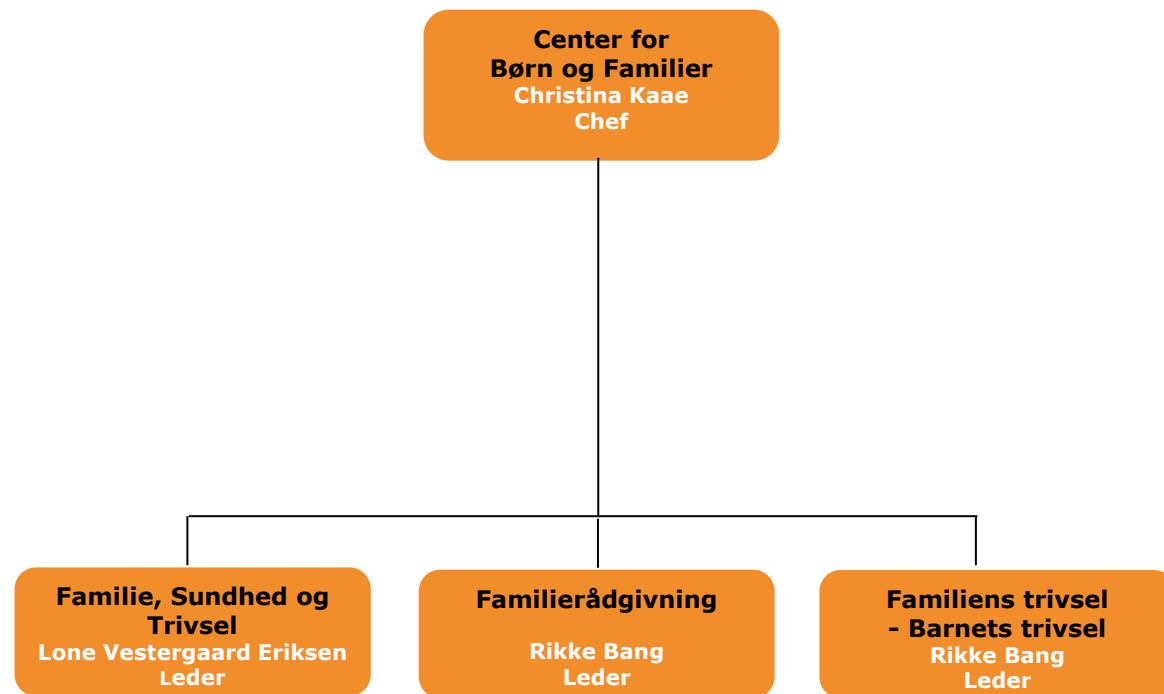 Center for
Børn og Familier
Christina Kaae
Chef
Familie, Sundhed og
Trivsel
Lone Vestergaard Eriksen
Leder
Familierådgivning
Rikke Bang
Leder
Familiens trivsel
– Barnets trivsel
Rikke Bang
Leder